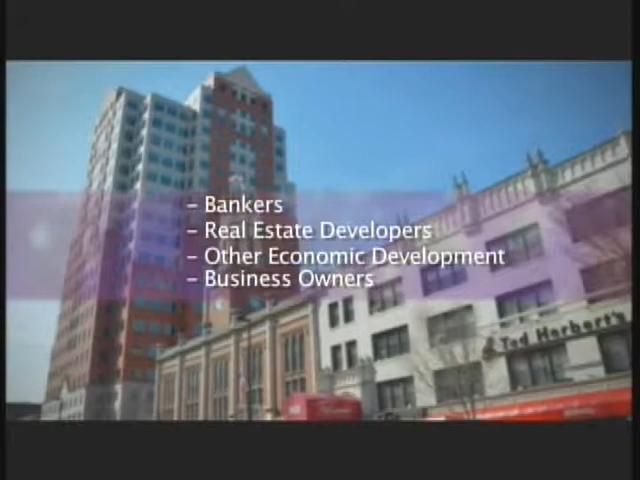 – Bankers
– Real Estate Developers
– Other Economic Development
– Business Owners
Ted Herbert's